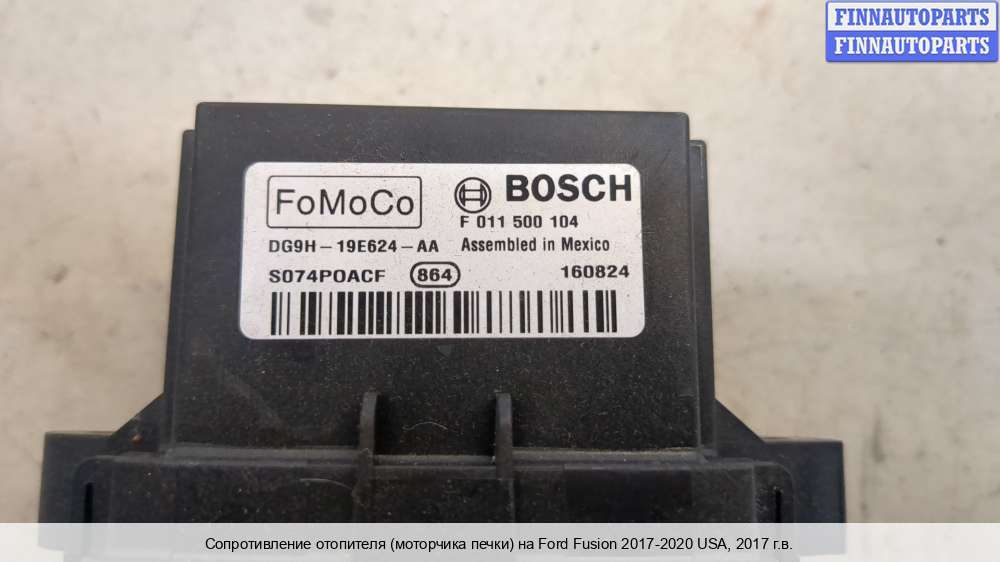 FINNAUTOPARTS
FINNAUTOPARTS
FoMoCo BOSCH
F 011 500 104
DG9H-19E624-AA Assembled in Mexico
S074P0ACF 864 160824
Сопротивление отопителя (моторчика печки) на Ford Fusion 2017-2020 USA, 2017 г.в.